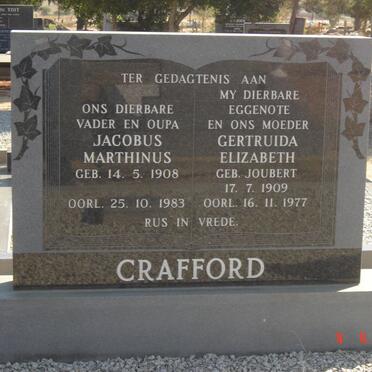 TER GEDAGTENIS AAN
ONS DIERBARE
VADER EN OUPA
JACOBUS
MARTHINUS
GEB. 14. 5. 1908
OORL. 25. 10. 1983
MY DIERBARE
EGGENOTE
EN ONS MOEDER
GERTRUIDA
ELIZABETH
GEB. JOUBERT
17. 7. 1909
OORL. 16. 11. 1977
RUS IN VREDE.
CRAFFORD